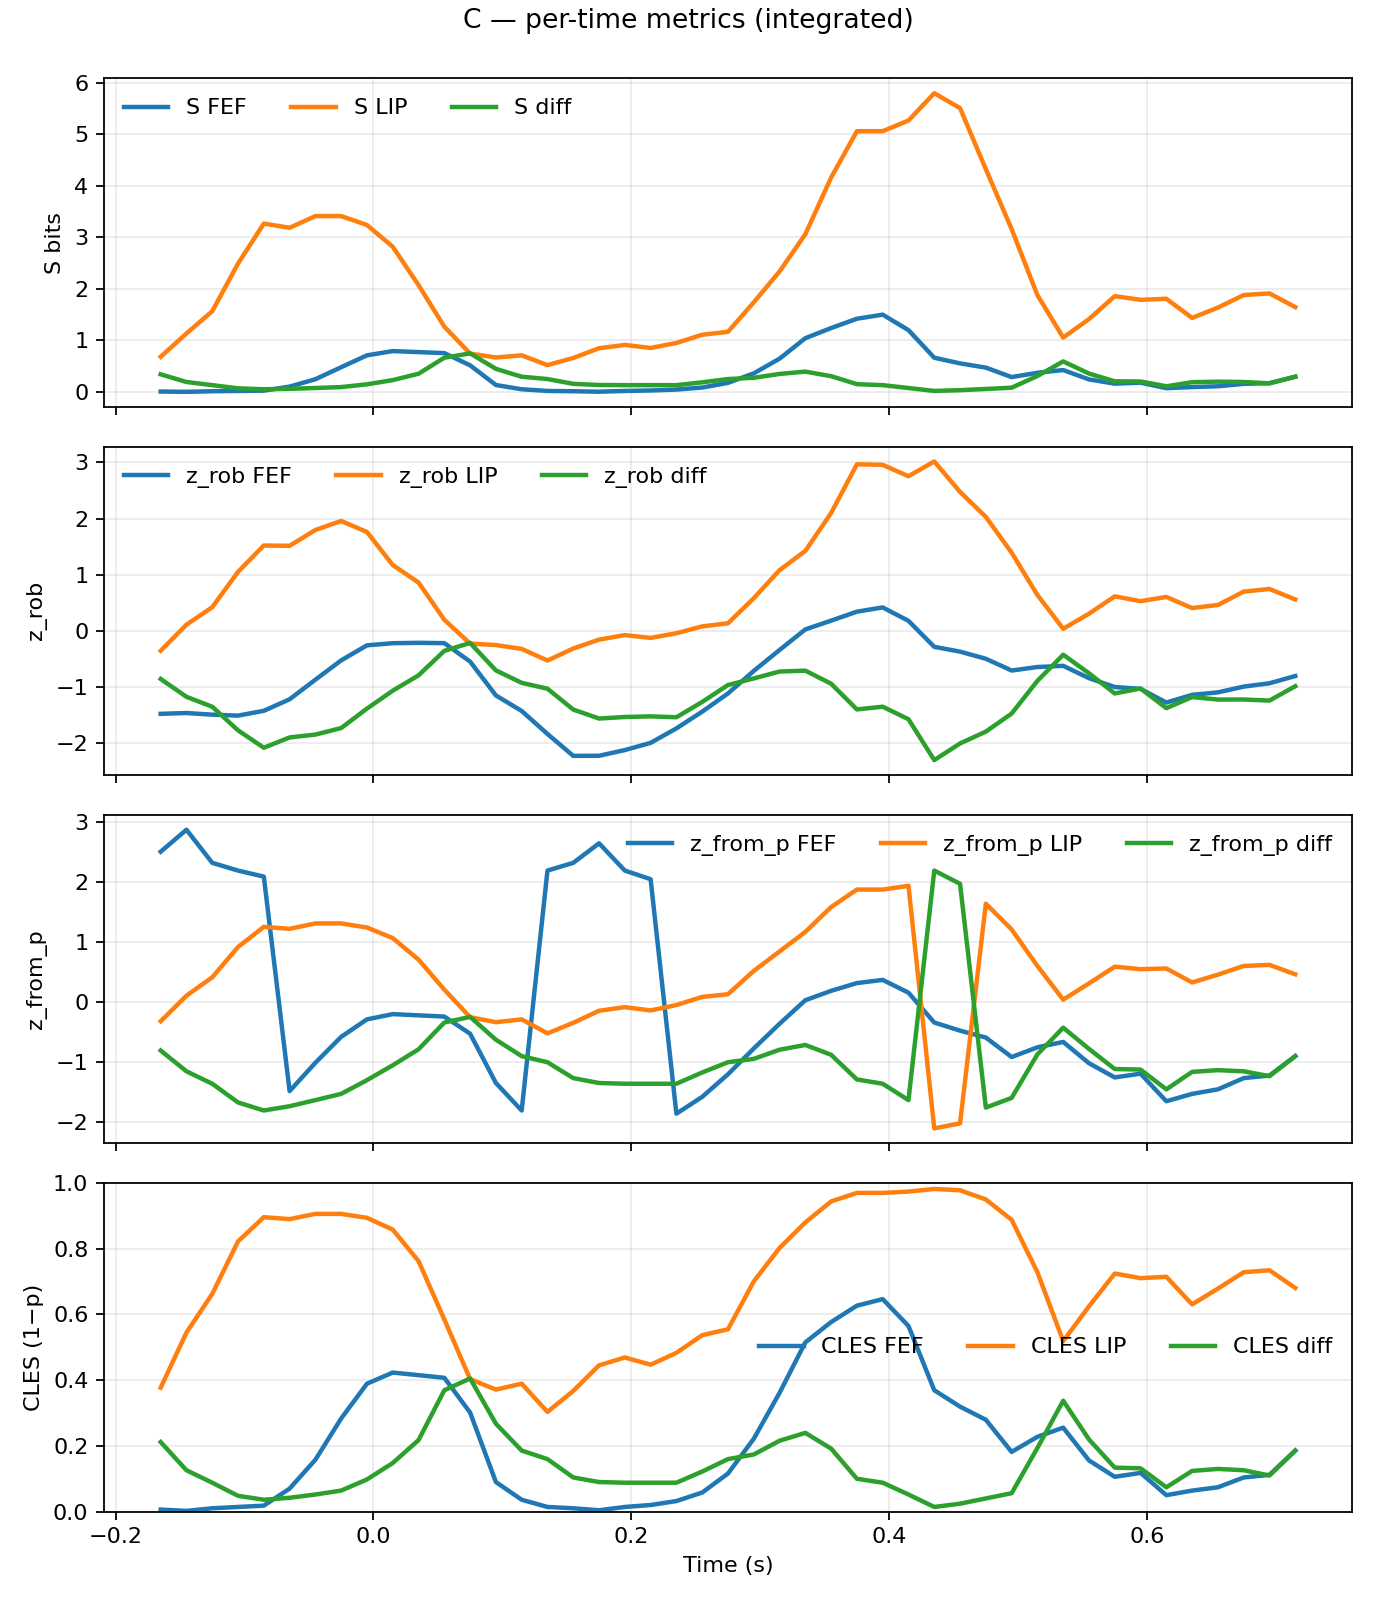 C — per-time metrics (integrated)
S FEF S LIP S diff
6
5
4
3
2
1
0
S bits
z_rob FEF z_rob LIP z_rob diff
3
2
1
0
−1
−2
z_rob
z_from_p FEF z_from_p LIP z_from_p diff
3
2
1
0
−1
−2
z_from_p
1.0
0.8
0.6
0.4
0.2
0.0
CLES (1−p)
CLES FEF CLES LIP CLES diff
−0.2 0.0 0.2 0.4 0.6
Time (s)